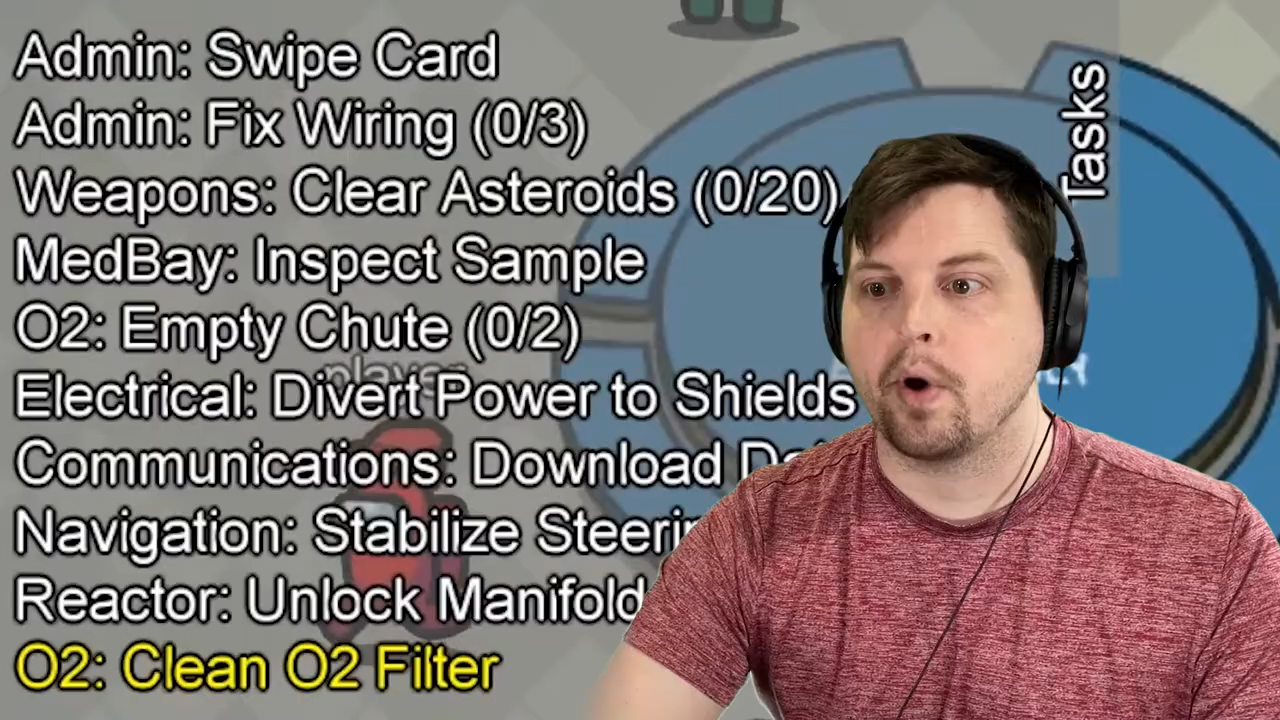 Admin: Swipe Card
Admin: Fix Wiring (0/3)
Weapons: Clear Asteroids (0/20)
MedBay: Inspect Sample
O2: Empty Chute (0/2)
player
Electrical: Divert Power to Shields
Communications: Download
Navigation: Stabilize
Reactor: Unlock Manifold
O2: Clean O2 Filter
Tasks